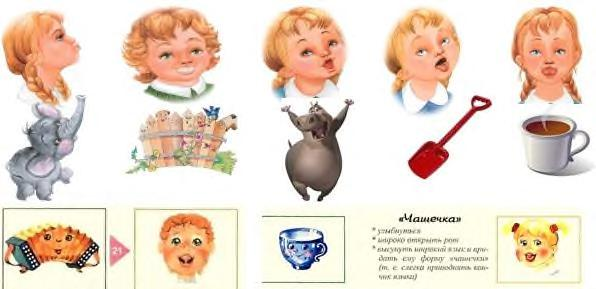 21
«Чашечка»
* улыбнуться
* широко открыть рот
* высунуть широкий язык и при-
дать ему форму «чашечки»
(т. е. слегка приподнять кон-
чик языка)